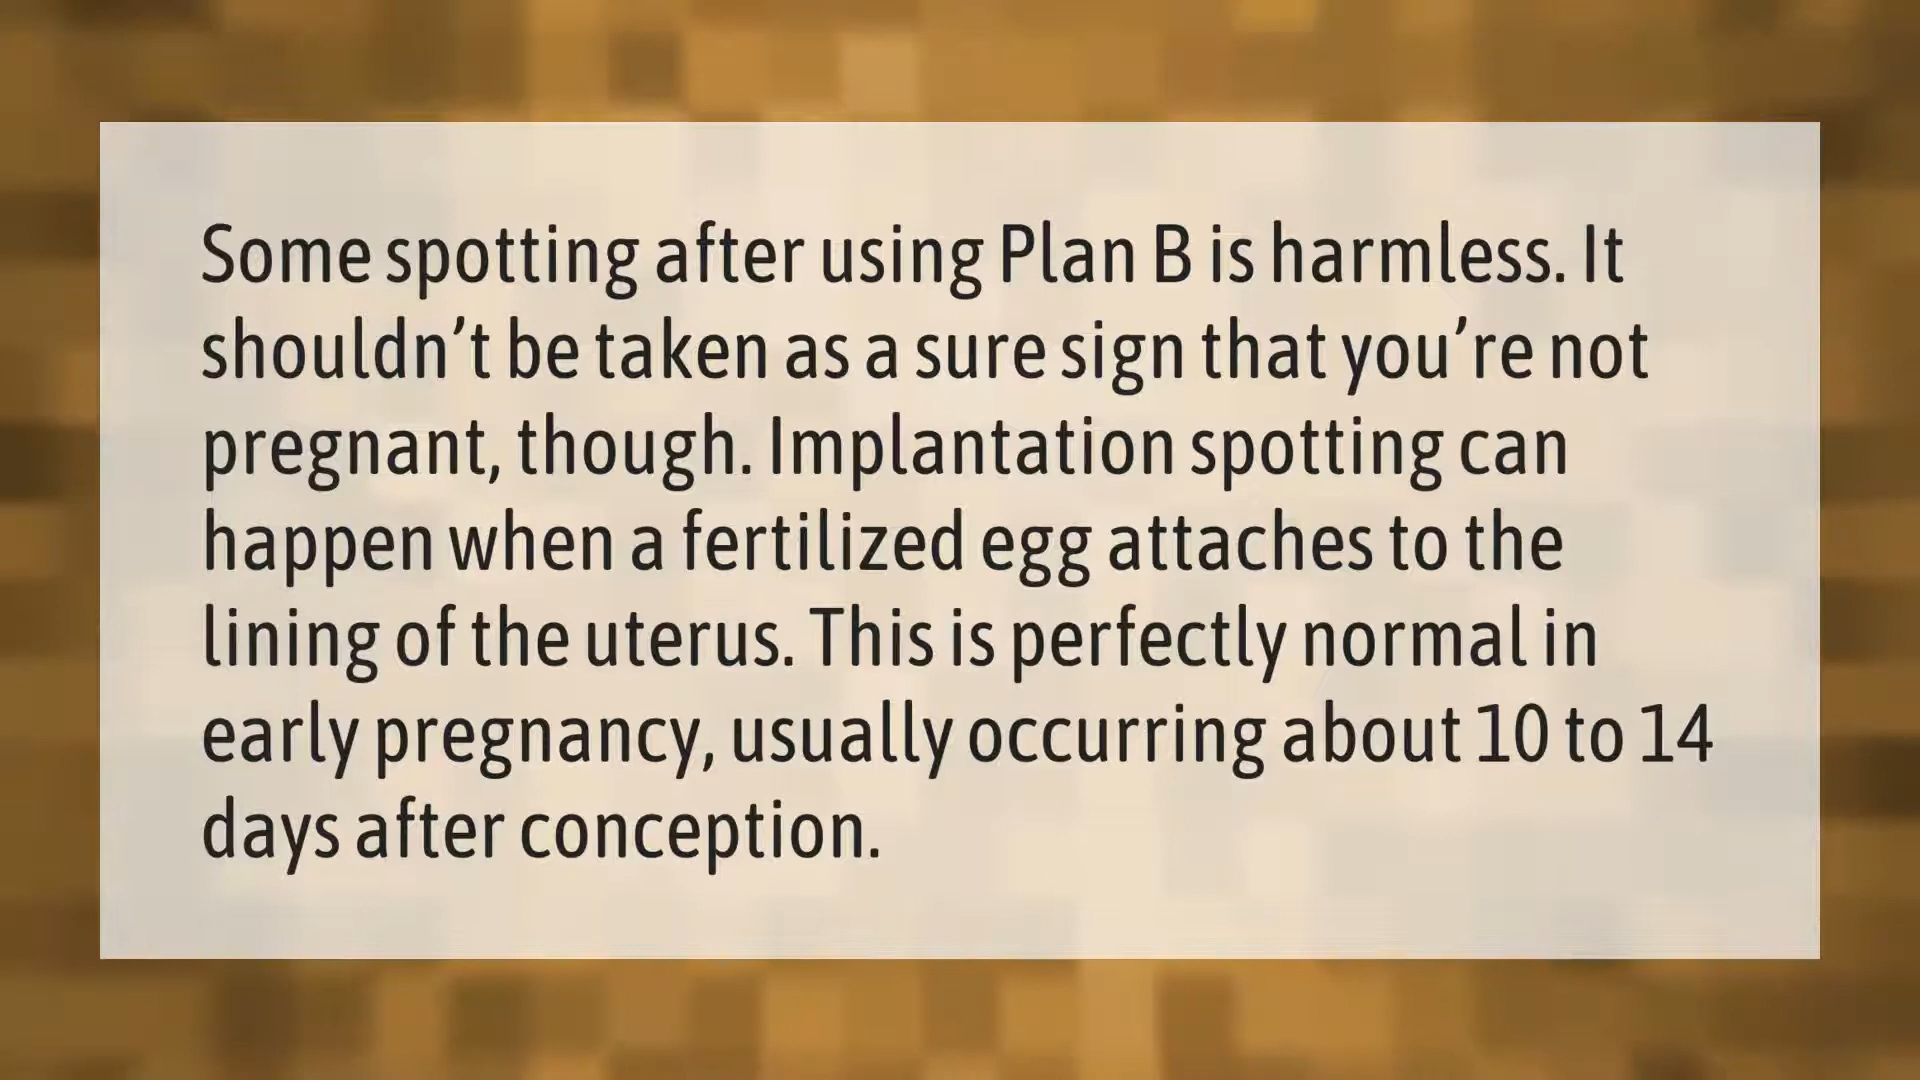 Some spotting after using Plan B is harmless. It
shouldn’t be taken as a sure sign that you’re not
pregnant, though. Implantation spotting can
happen when a fertilized egg attaches to the
lining of the uterus. This is perfectly normal in
early pregnancy, usually occurring about 10 to 14
days after conception.